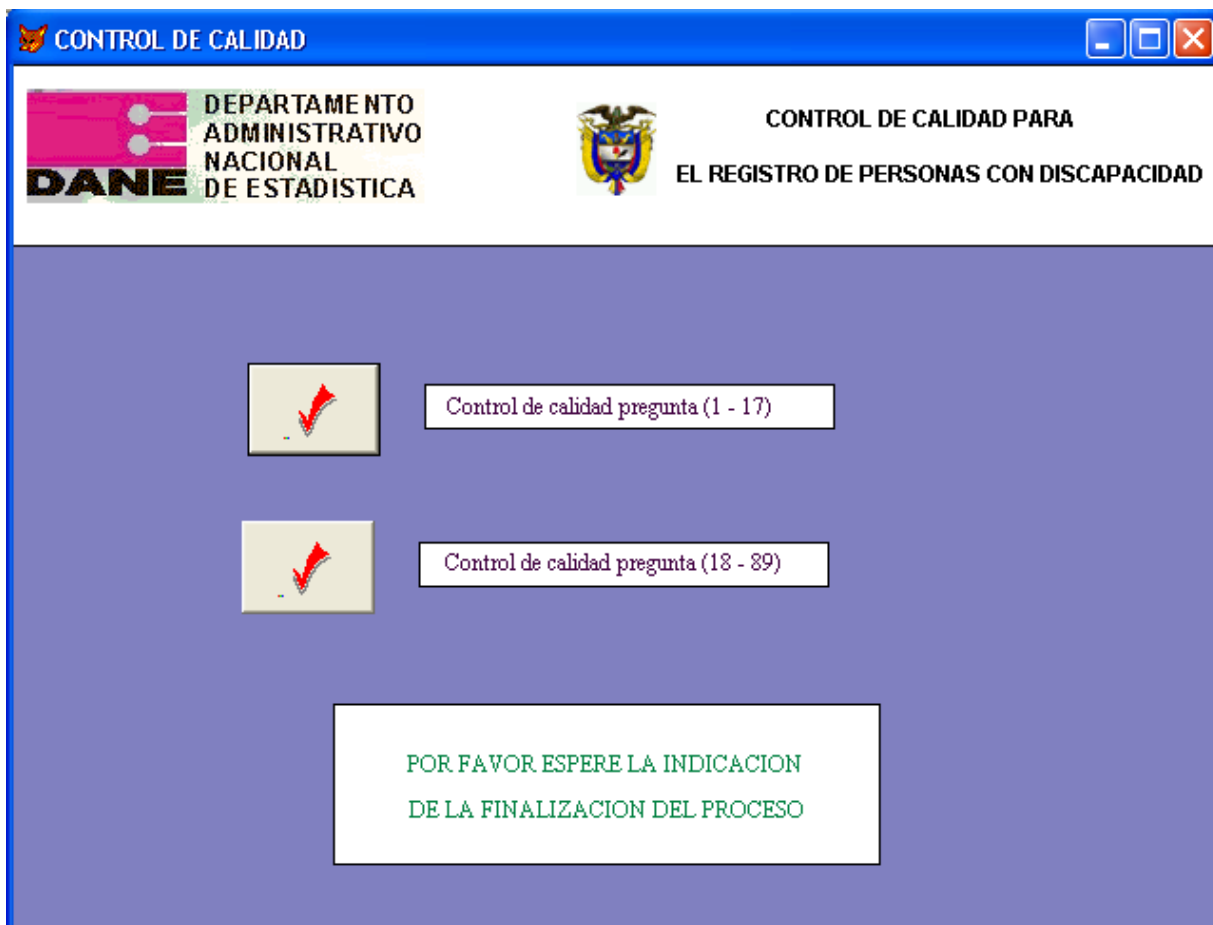 CONTROL DE CALIDAD
DEPARTAMENTO
ADMINISTRATIVO
NACIONAL
DE ESTADISTICA
DANE
CONTROL DE CALIDAD PARA
EL REGISTRO DE PERSONAS CON DISCAPACIDAD
Control de calidad pregunta (1 - 17)
Control de calidad pregunta (18 - 89)
POR FAVOR ESPERE LA INDICACION
DE LA FINALIZACION DEL PROCESO